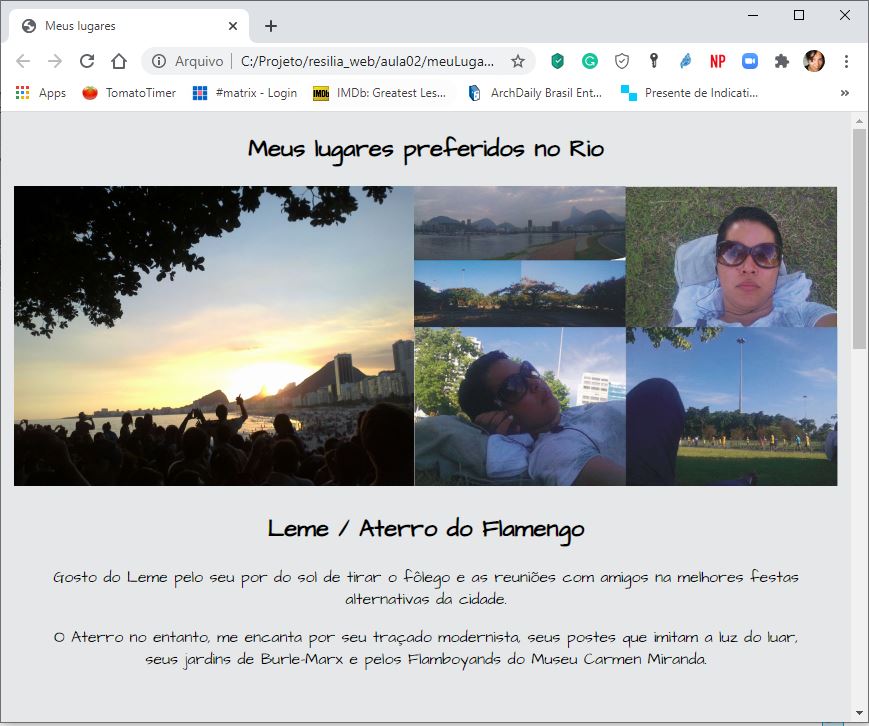 Meus lugares
Arquivo | C:/Projeto/resilia_web/aula02/meuLuga...
NP
Apps
TomatoTimer
#matrix - Login
IMDb
IMDb: Greatest Les...
ArchDaily Brasil Ent...
Presente de Indicati...
»
Meus lugares preferidos no Rio
Leme / Aterro do Flamengo
Gosto do Leme pelo seu por do sol de tirar o fôlego e as reuniões com amigos na melhores festas
alternativas da cidade.
O Aterro no entanto, me encanta por seu traçado modernista, seus postes que imitam a luz do luar,
seus jardins de Burle-Marx e pelos Flamboyands do Museu Carmen Miranda.